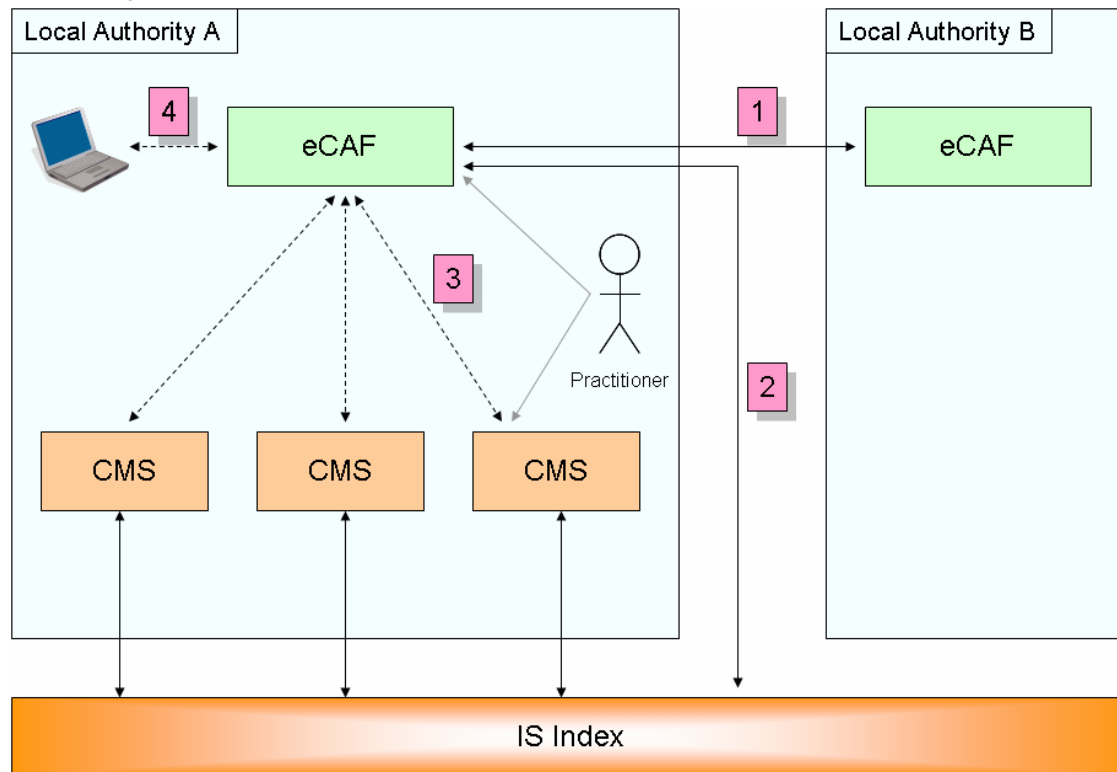 Local Authority A
Local Authority B
4
1
eCAF
eCAF
3
Practitioner
2
CMS
CMS
CMS
IS Index